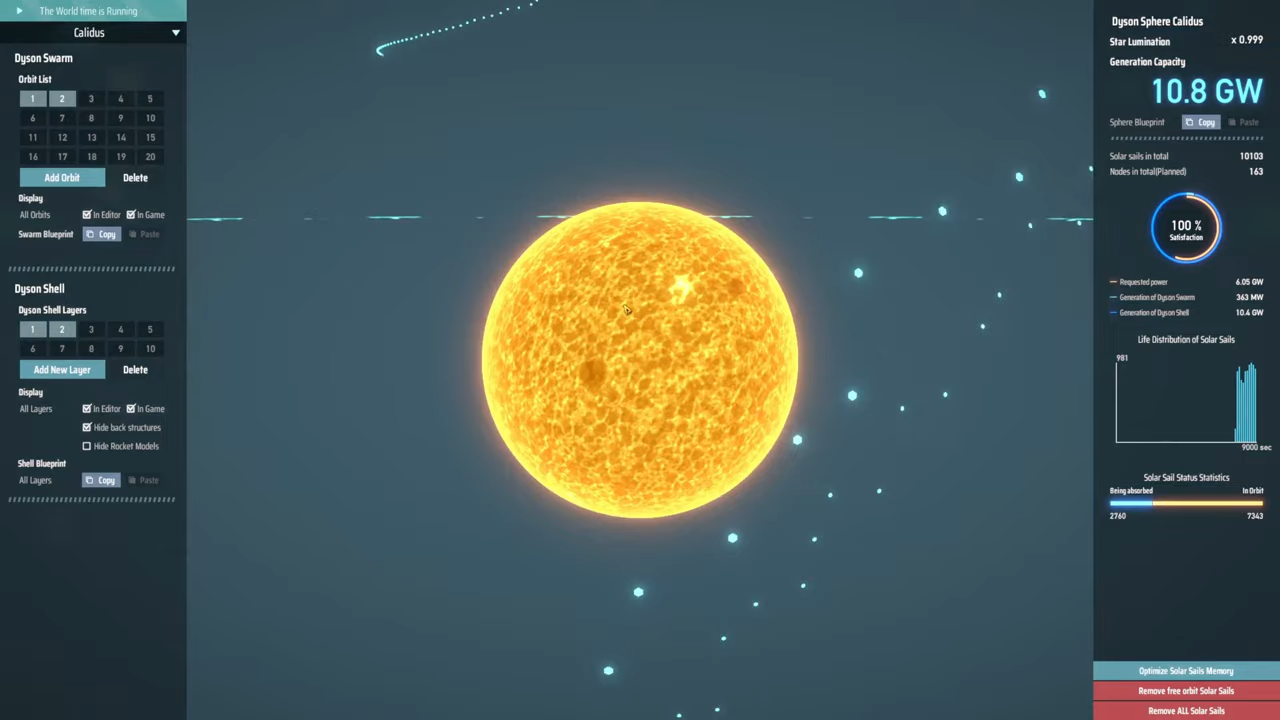 The World time is Running
Calidus
Dyson Swarm
Orbit List
1 2 3 4 5
6 7 8 9 10
11 12 13 14 15
16 17 18 19 20
Add Orbit Delete
Display
All Orbits In Editor In Game
Swarm Blueprint Copy Paste
Dyson Shell
Dyson Shell Layers
1 2 3 4 5
6 7 8 9 10
Add New Layer Delete
Display
All Layers In Editor In Game
Hide back structures
Hide Rocket Models
Shell Blueprint
All Layers Copy Paste
Dyson Sphere Calidus
Star Lumination x 0.999
Generation Capacity
10.8 GW
Sphere Blueprint Copy Paste
Solar sails in total 10103
Nodes in total(Planned) 163
100 %
Satisfaction
Requested power 6.05 GW
Generation of Dyson Swarm 363 MW
Generation of Dyson Shell 10.4 GW
Life Distribution of Solar Sails
981
9000 sec
Solar Sail Status Statistics
Being absorbed In Orbit
2760 7343
Optimize Solar Sails Memory
Remove free orbit Solar Sails
Remove ALL Solar Sails